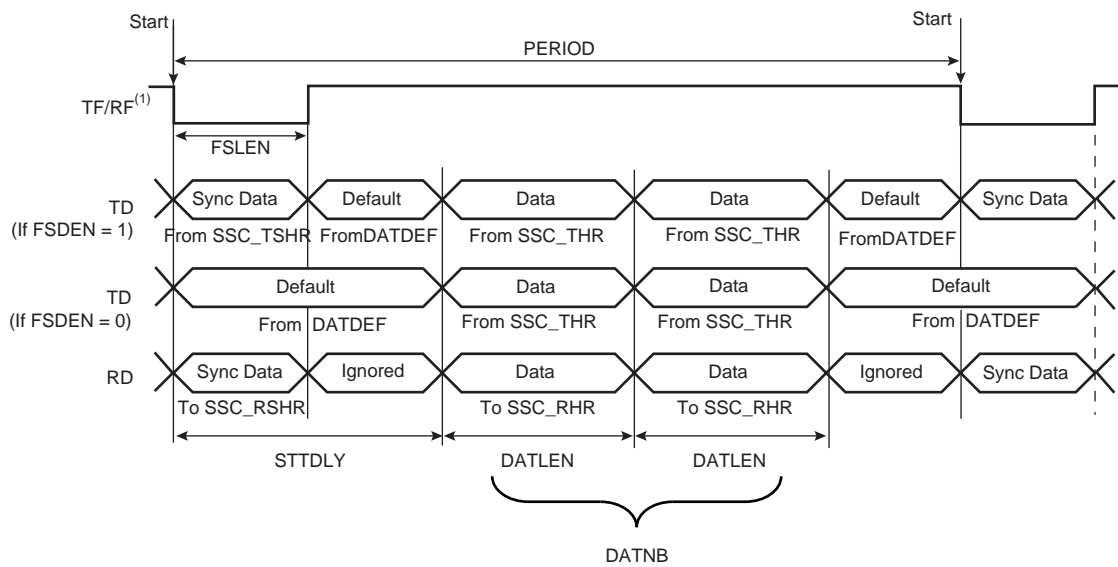 Start
Start
PERIOD
TF/RF(1)
FSLEN
TD
(If FSDEN = 1)
Sync Data
Default
Data
Data
Default
Sync Data
From SSC_TSHR
FromDATDEF
From SSC_THR
From SSC_THR
FromDATDEF
TD
(If FSDEN = 0)
Default
Data
Data
Default
From DATDEF
From SSC_THR
From SSC_THR
From DATDEF
RD
Sync Data
Ignored
Data
Data
Ignored
Sync Data
To SSC_RSHR
To SSC_RHR
To SSC_RHR
STTDLY
DATLEN
DATLEN
DATNB